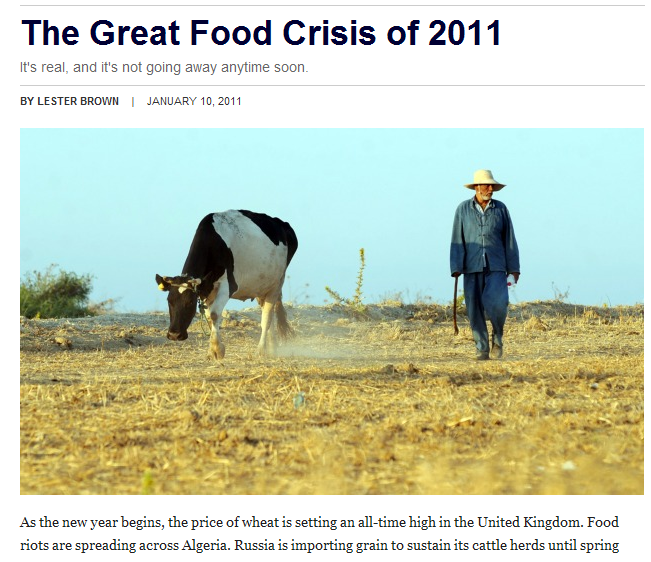 The Great Food Crisis of 2011
It's real, and it's not going away anytime soon.
BY LESTER BROWN | JANUARY 10, 2011
As the new year begins, the price of wheat is setting an all-time high in the United Kingdom. Food
riots are spreading across Algeria. Russia is importing grain to sustain its cattle herds until spring